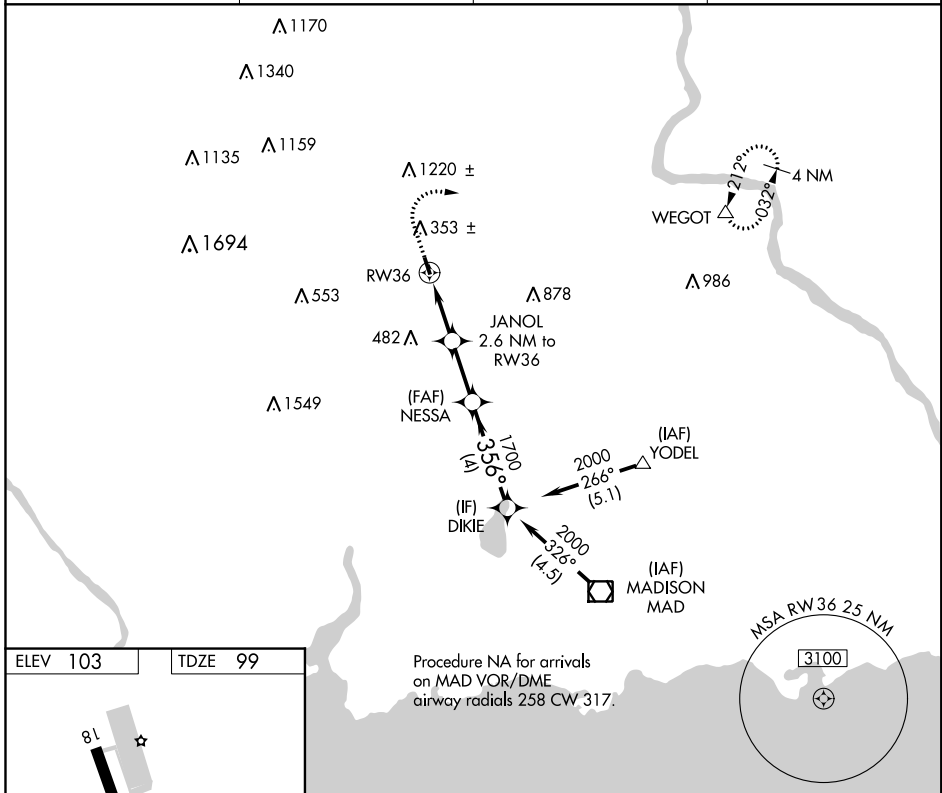 1170
1340
1159
1135
1220 ±
212°
4 NM
032°
WEGOT
353 ±
1694
RW36
986
553
878
JANOL
2.6 NM to
RW36
482
(FAF)
NESSA
1549
1700
356°
(4)
(IAF)
YODEL
2000
266°
(5.1)
(IF)
DIKIE
2000
326°
(4.5)
(IAF)
MADISON
MAD
MSA RW36 25 NM
3100
Procedure NA for arrivals
on MAD VOR/DME
airway radials 258 CW 317.
ELEV 103
TDZE 99
18